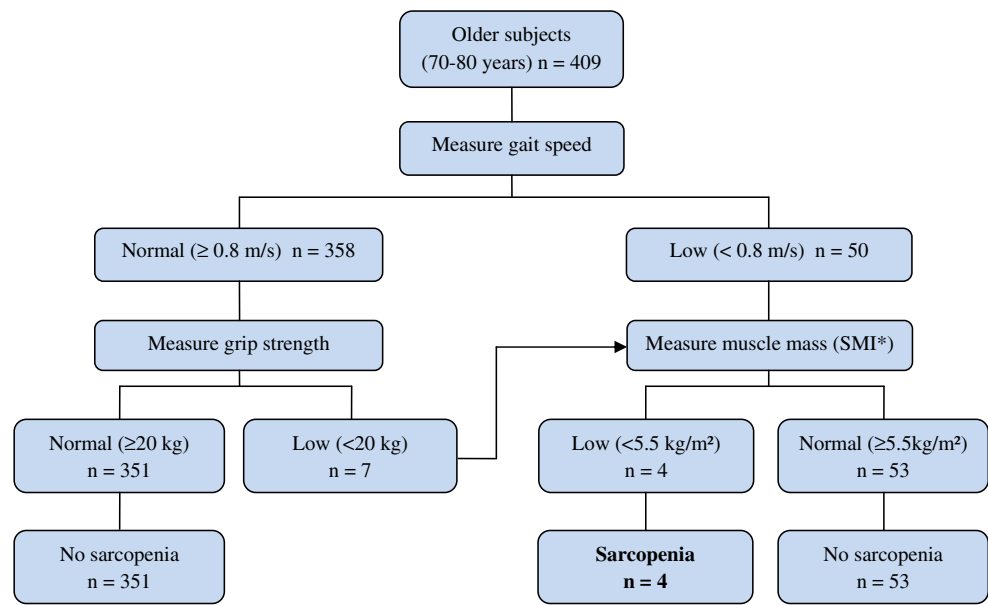 Older subjects
(70-80 years) n = 409
Measure gait speed
Normal (≥ 0.8 m/s)  n = 358
Low (< 0.8 m/s)  n = 50
Measure grip strength
Measure muscle mass (SMI*)
Normal (≥20 kg)
n = 351
Low (<20 kg)
n = 7
Low (<5.5 kg/m²)
n = 4
Normal (≥5.5kg/m²)
n = 53
No sarcopenia
n = 351
Sarcopenia
n = 4
No sarcopenia
n = 53